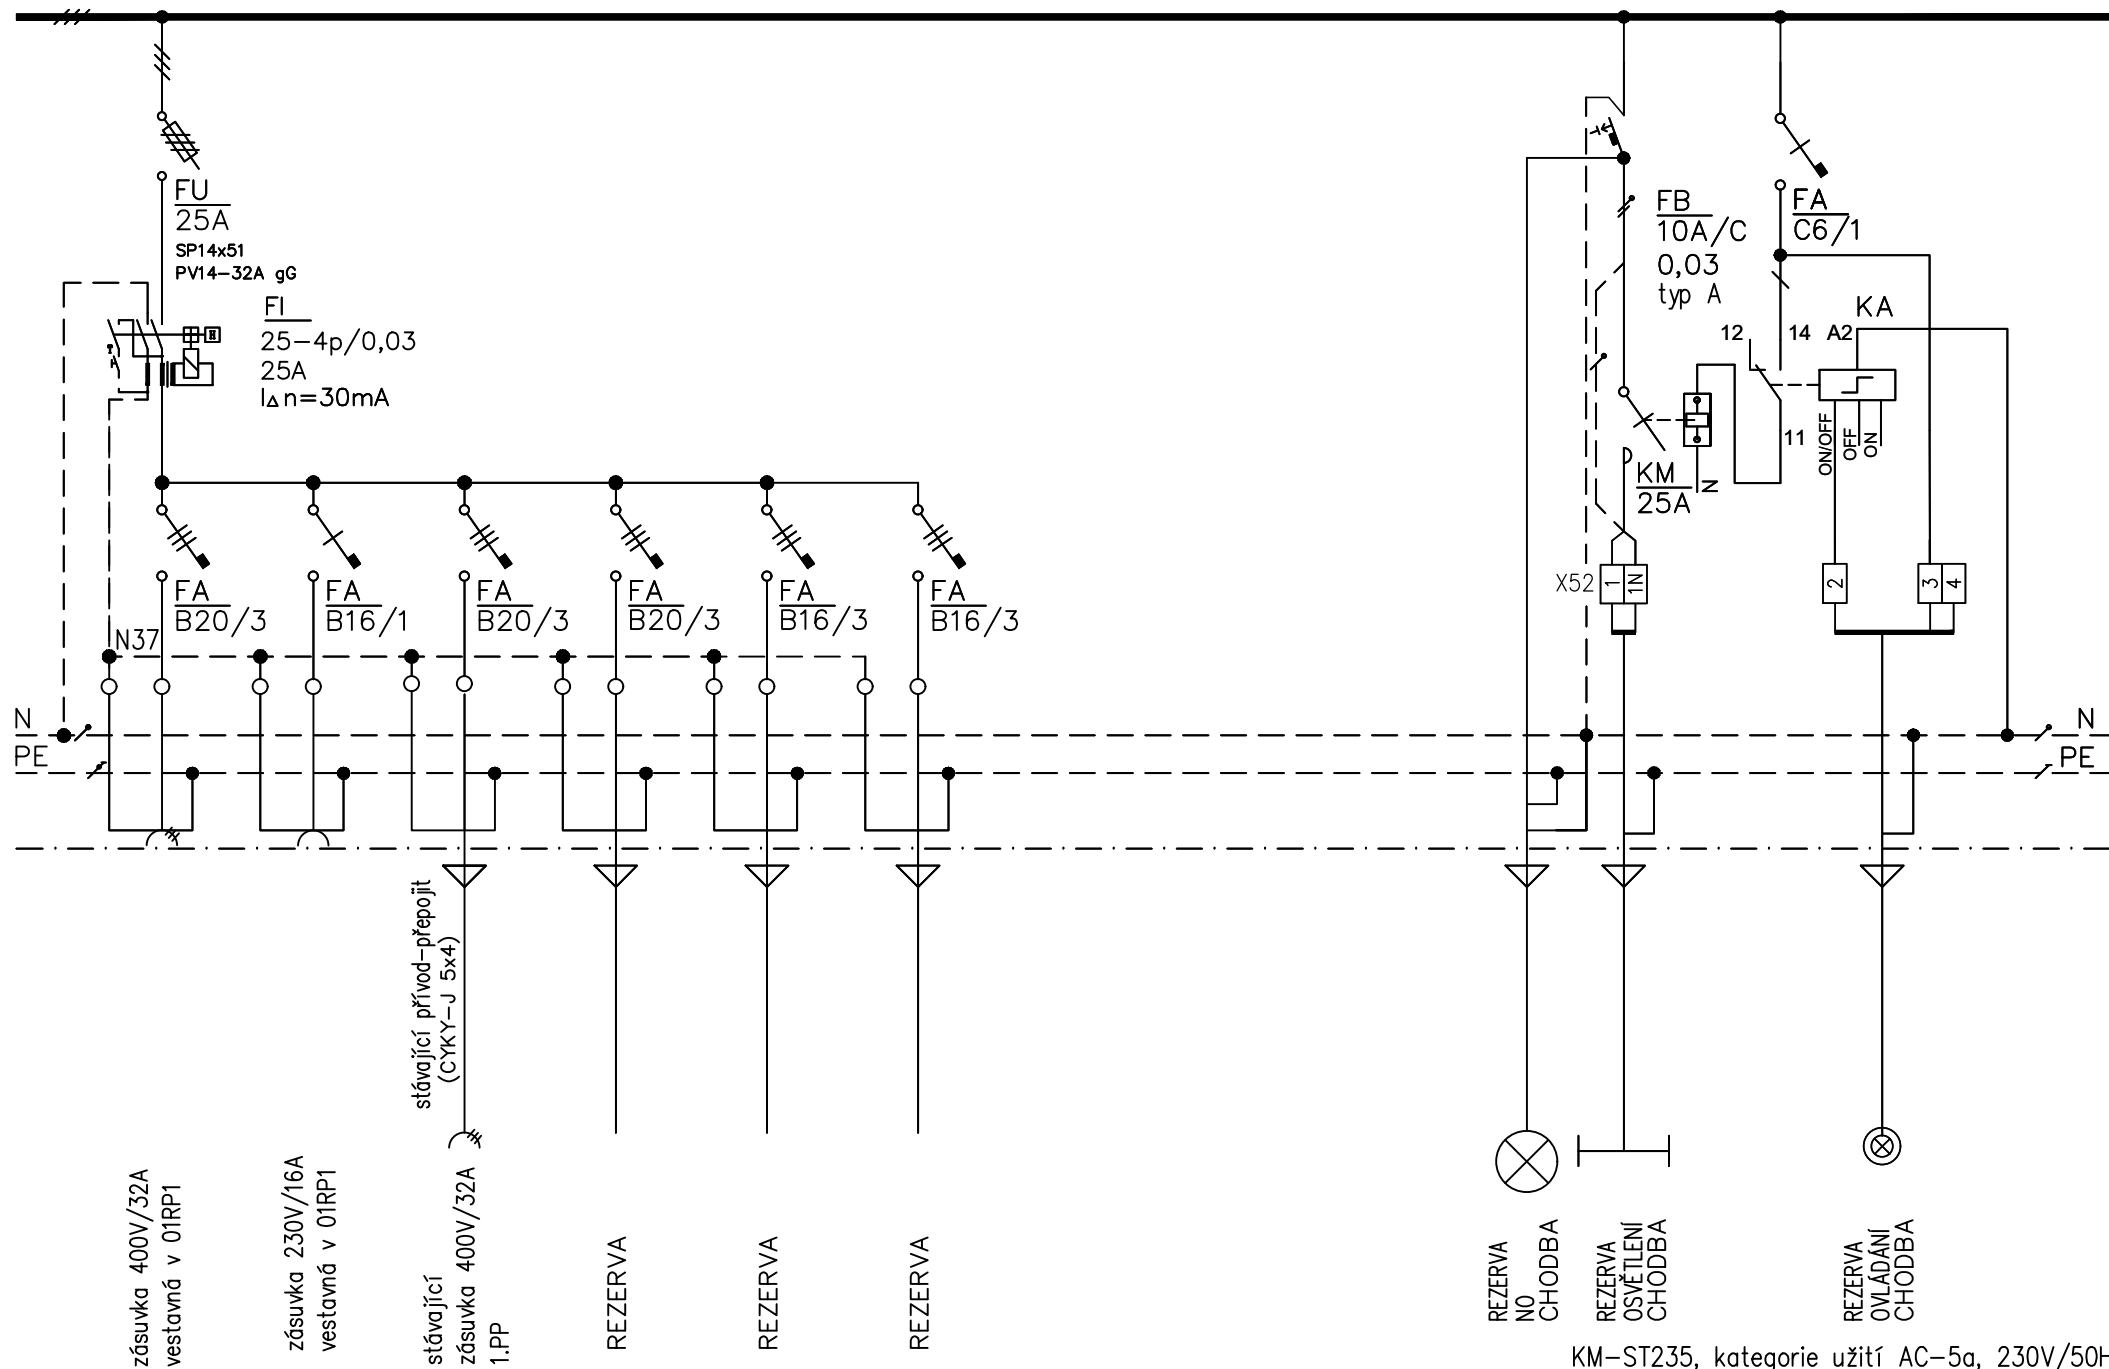 FU
25A
SP14x51
PV14-32A gG
FI
25-4p/0,03
25A
I∆n=30mA
FA
B20/3
FA
B16/1
FA
B20/3
FA
B20/3
FA
B16/3
FA
B16/3
N37
N
PE
FB
10A/C
0,03
typ A
FA
C6/1
KA
12
14
A2
11
ON/OFF
OFF
ON
KM
25A
N
X52
1
1N
2
3
4
N
PE
stávající přívod-přepojit
(CYKY-J 5x4)
zásuvka 400V/32A
vestavná v 01RP1
zásuvka 230V/16A
vestavná v 01RP1
stávající
zásuvka 400V/32A
1.PP
REZERVA
REZERVA
REZERVA
REZERVA
NO
CHODBA
REZERVA
OSVĚTLENÍ
CHODBA
REZERVA
OVLÁDÁNÍ
CHODBA
KM-ST235, kategorie užití AC-5a, 230V/50H